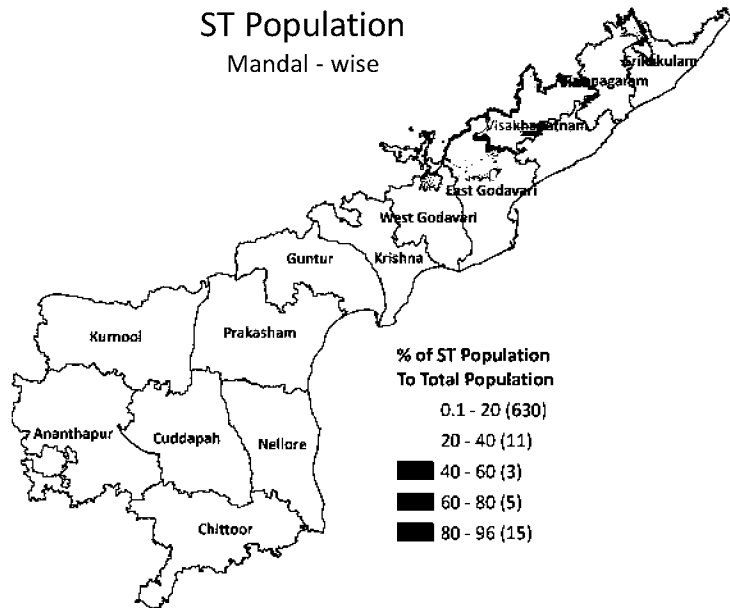 ST Population
Mandal - wise
Srikakulam
Vizianagaram
Visakhapatnam
East Godavari
West Godavari
Guntur
Krishna
Kurnool
Prakasham
% of ST Population
To Total Population
0.1 - 20 (630)
20 - 40 (11)
40 - 60 (3)
60 - 80 (5)
80 - 96 (15)
Ananthapur
Cuddapah
Nellore
Chittoor